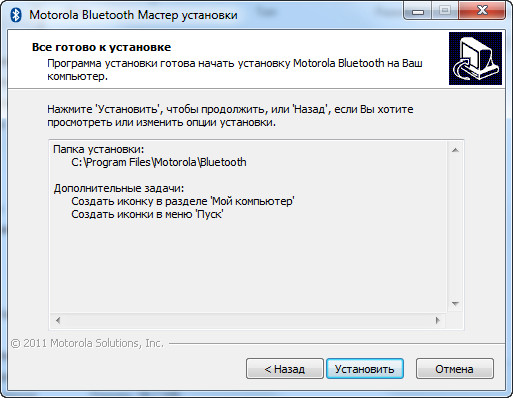 Motorola Bluetooth Мастер установки
Все готово к установке
Программа установки готова начать установку Motorola Bluetooth на Ваш
компьютер.
Нажмите 'Установить', чтобы продолжить, или 'Назад', если Вы хотите
просмотреть или изменить опции установки.
Папка установки:
C:\Program Files\Motorola\Bluetooth
Дополнительные задачи:
Создать иконку в разделе 'Мой компьютер'
Создать иконки в меню 'Пуск'
© 2011 Motorola Solutions, Inc.
< Назад
Установить
Отмена